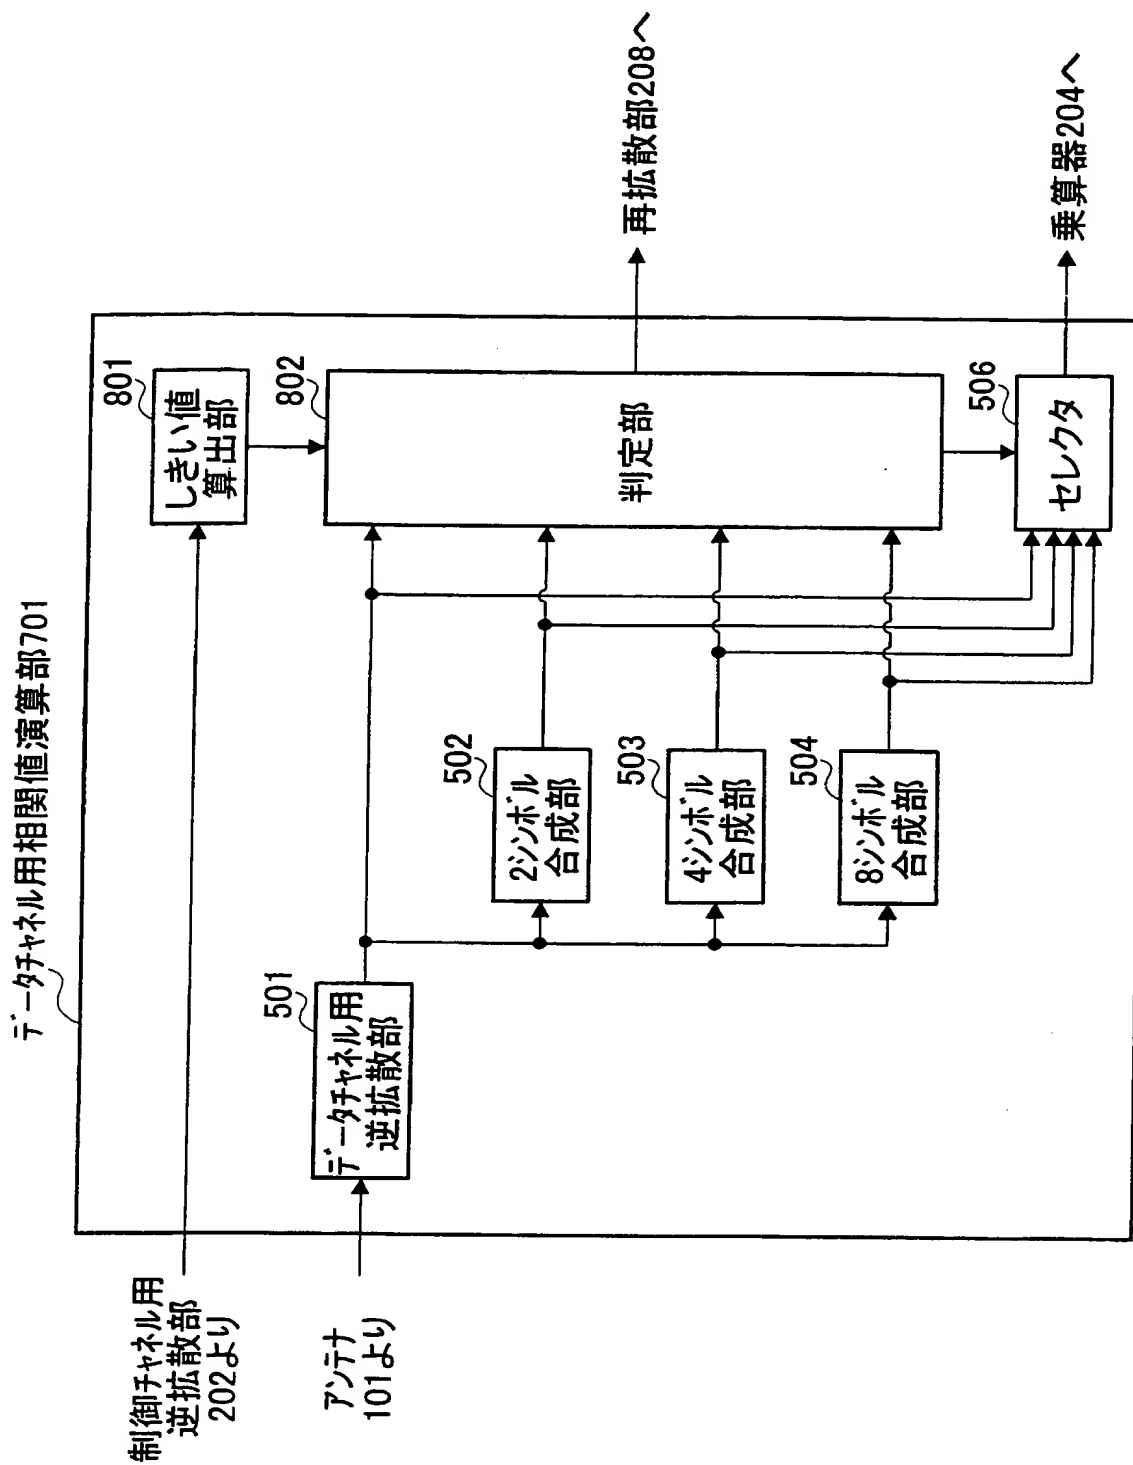 データチャネル用相関値演算部701
制御チャネル用
逆拡散部
202より
アンテナ
101より
801
しきい値
算出部
501
データチャネル用
逆拡散部
502
2シンボル
合成部
503
4シンボル
合成部
504
8シンボル
合成部
802
判定部
506
セレクタ
再拡散部208へ
乗算器204へ